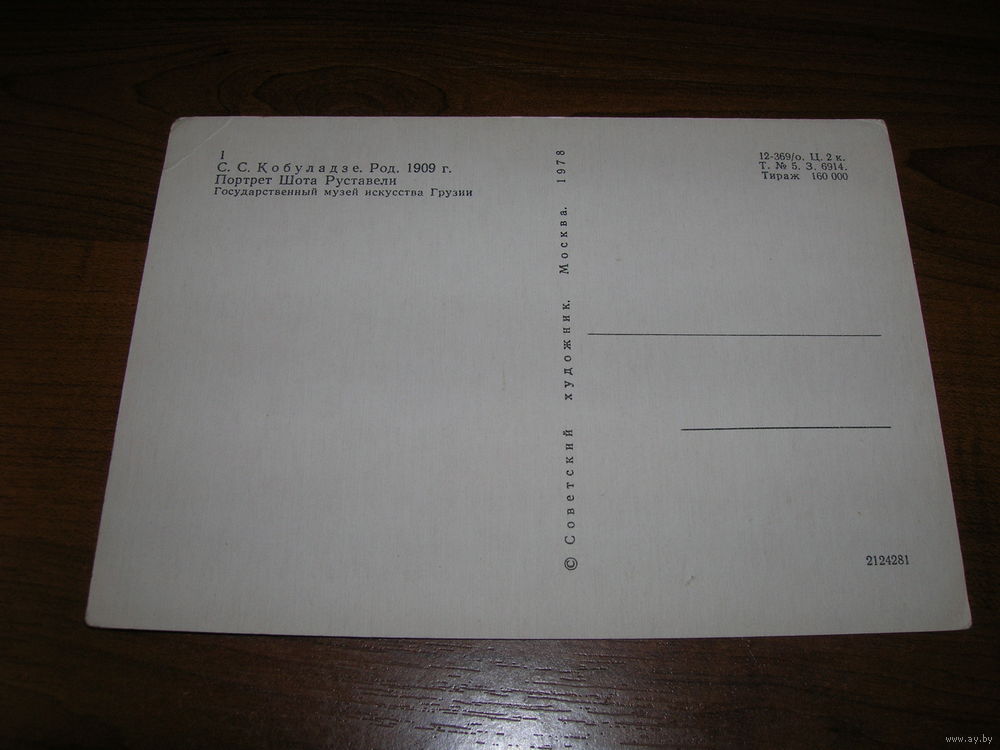 1
С. С. Кобуладзе. Род. 1909 г.
Портрет Шота Руставели
Государственный музей искусства Грузии
© Советский художник. Москва. 1978
12-369/о. Ц. 2 к.
Т. № 5. З. 6914.
Тираж 160 000
2124281
www.ay.by